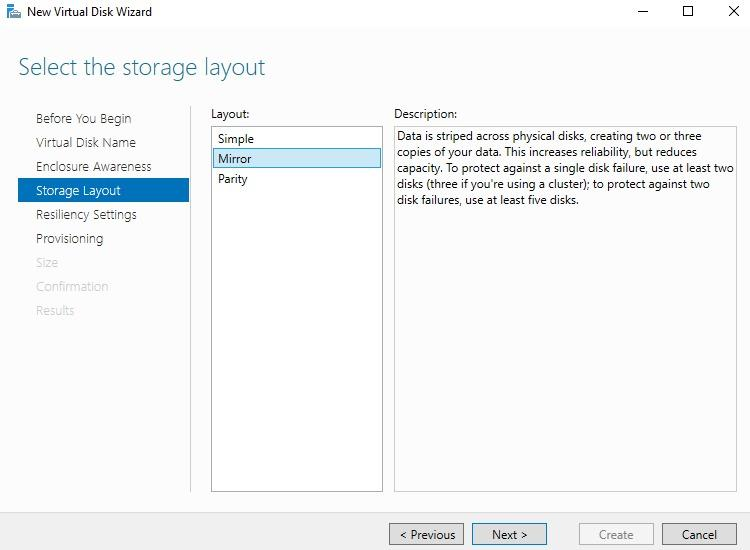 New Virtual Disk Wizard
Select the storage layout
Before You Begin
Virtual Disk Name
Enclosure Awareness
Storage Layout
Resiliency Settings
Provisioning
Size
Confirmation
Results
Layout:
Simple
Mirror
Parity
Description:
Data is striped across physical disks, creating two or three
copies of your data. This increases reliability, but reduces
capacity. To protect against a single disk failure, use at least two
disks (three if you're using a cluster); to protect against two
disk failures, use at least five disks.
< Previous
Next >
Create
Cancel